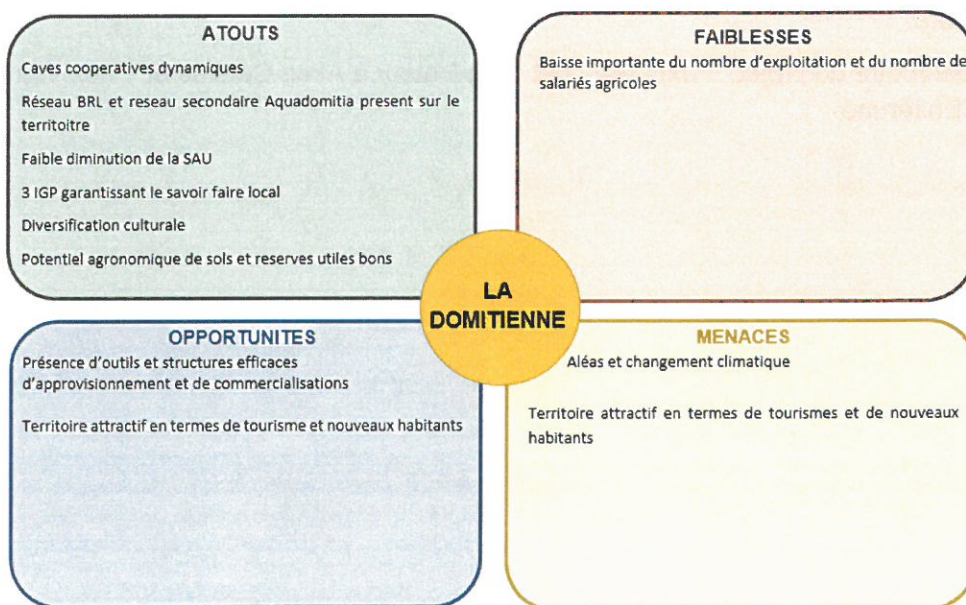 ATOUTS
Caves cooperatives dynamiques
Réseau BRL et reseau secondaire Aquadomitia present sur le
territoitre
Faible diminution de la SAU
3 IGP garantissant le savoir faire local
Diversification culturale
Potentiel agronomique de sols et reserves utiles bons
FAIBLESSES
Baisse importante du nombre d'exploitation et du nombre de
salariés agricoles
LA
DOMITIENNE
OPPORTUNITES
Présence d'outils et structures efficaces
d'approvisionnement et de commercialisations
Territoire attractif en termes de tourisme et nouveaux habitants
MENACES
Aléas et changement climatique
Territoire attractif en termes de tourismes et de nouveaux
habitants